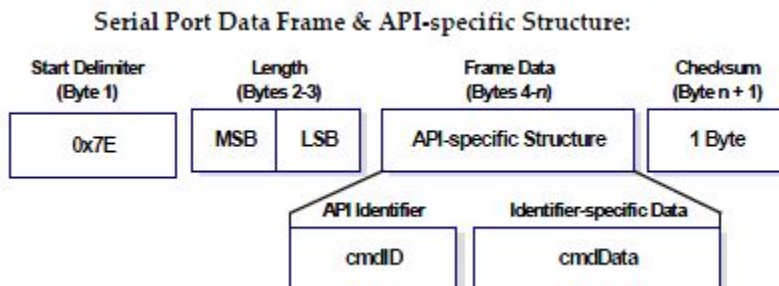 Serial Port Data Frame & API-specific Structure:
Start Delimiter (Byte 1)
Length (Bytes 2-3)
Frame Data (Bytes 4-n)
Checksum (Byte n + 1)
0x7E
MSB
LSB
API-specific Structure
1 Byte
API Identifier
Identifier-specific Data
cmdID
cmdData